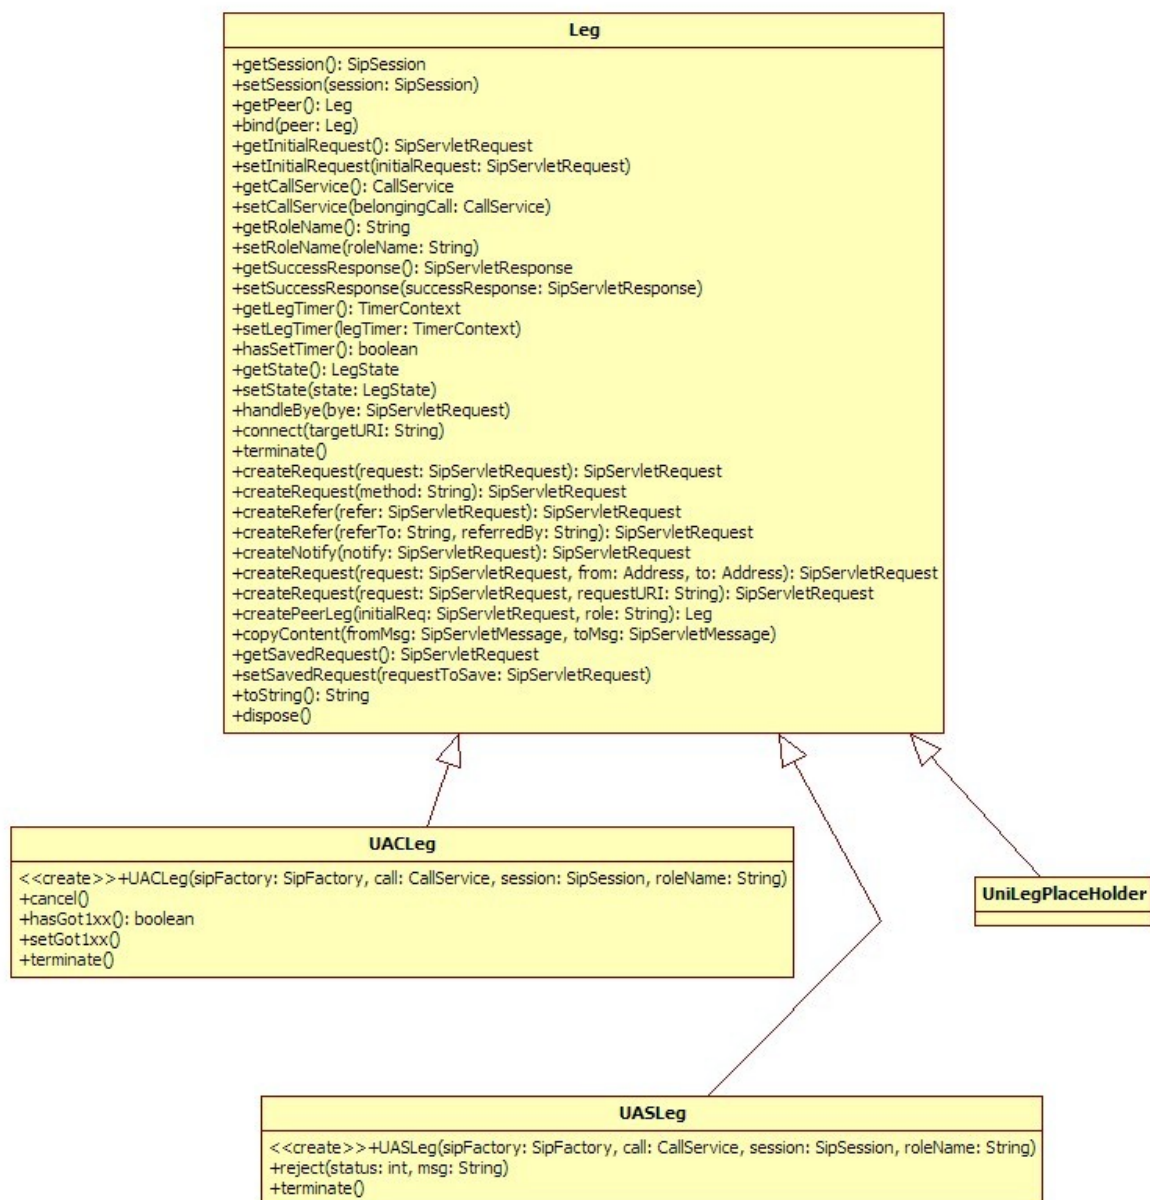 Leg
+getSession(): SipSession
+setSession(session: SipSession)
+getPeer(): Leg
+bind(peer: Leg)
+getInitialRequest(): SipServletRequest
+setInitialRequest(initialRequest: SipServletRequest)
+getCallService(): CallService
+setCallService(belongingCall: CallService)
+getRoleName(): String
+setRoleName(roleName: String)
+getSuccessResponse(): SipServletResponse
+setSuccessResponse(successResponse: SipServletResponse)
+getLegTimer(): TimerContext
+setLegTimer(legTimer: TimerContext)
+hasSetTimer(): boolean
+getState(): LegState
+setState(state: LegState)
+handleBye(bye: SipServletRequest)
+connect(targetURI: String)
+terminate()
+createRequest(request: SipServletRequest): SipServletRequest
+createRequest(method: String): SipServletRequest
+createRefer(refer: SipServletRequest): SipServletRequest
+createRefer(referTo: String, referredBy: String): SipServletRequest
+createNotify(notify: SipServletRequest): SipServletRequest
+createRequest(request: SipServletRequest, from: Address, to: Address): SipServletRequest
+createRequest(request: SipServletRequest, requestURI: String): SipServletRequest
+createPeerLeg(initialReq: SipServletRequest, role: String): Leg
+copyContent(fromMsg: SipServletMessage, toMsg: SipServletMessage)
+getSavedRequest(): SipServletRequest
+setSavedRequest(requestToSave: SipServletRequest)
+toString(): String
+dispose()
UACLeg
<<create>>+UACLeg(sipFactory: SipFactory, call: CallService, session: SipSession, roleName: String)
+cancel()
+hasGot1xx(): boolean
+setGot1xx()
+terminate()
UniLegPlaceHolder
UASLeg
<<create>>+UASLeg(sipFactory: SipFactory, call: CallService, session: SipSession, roleName: String)
+reject(status: int, msg: String)
+terminate()